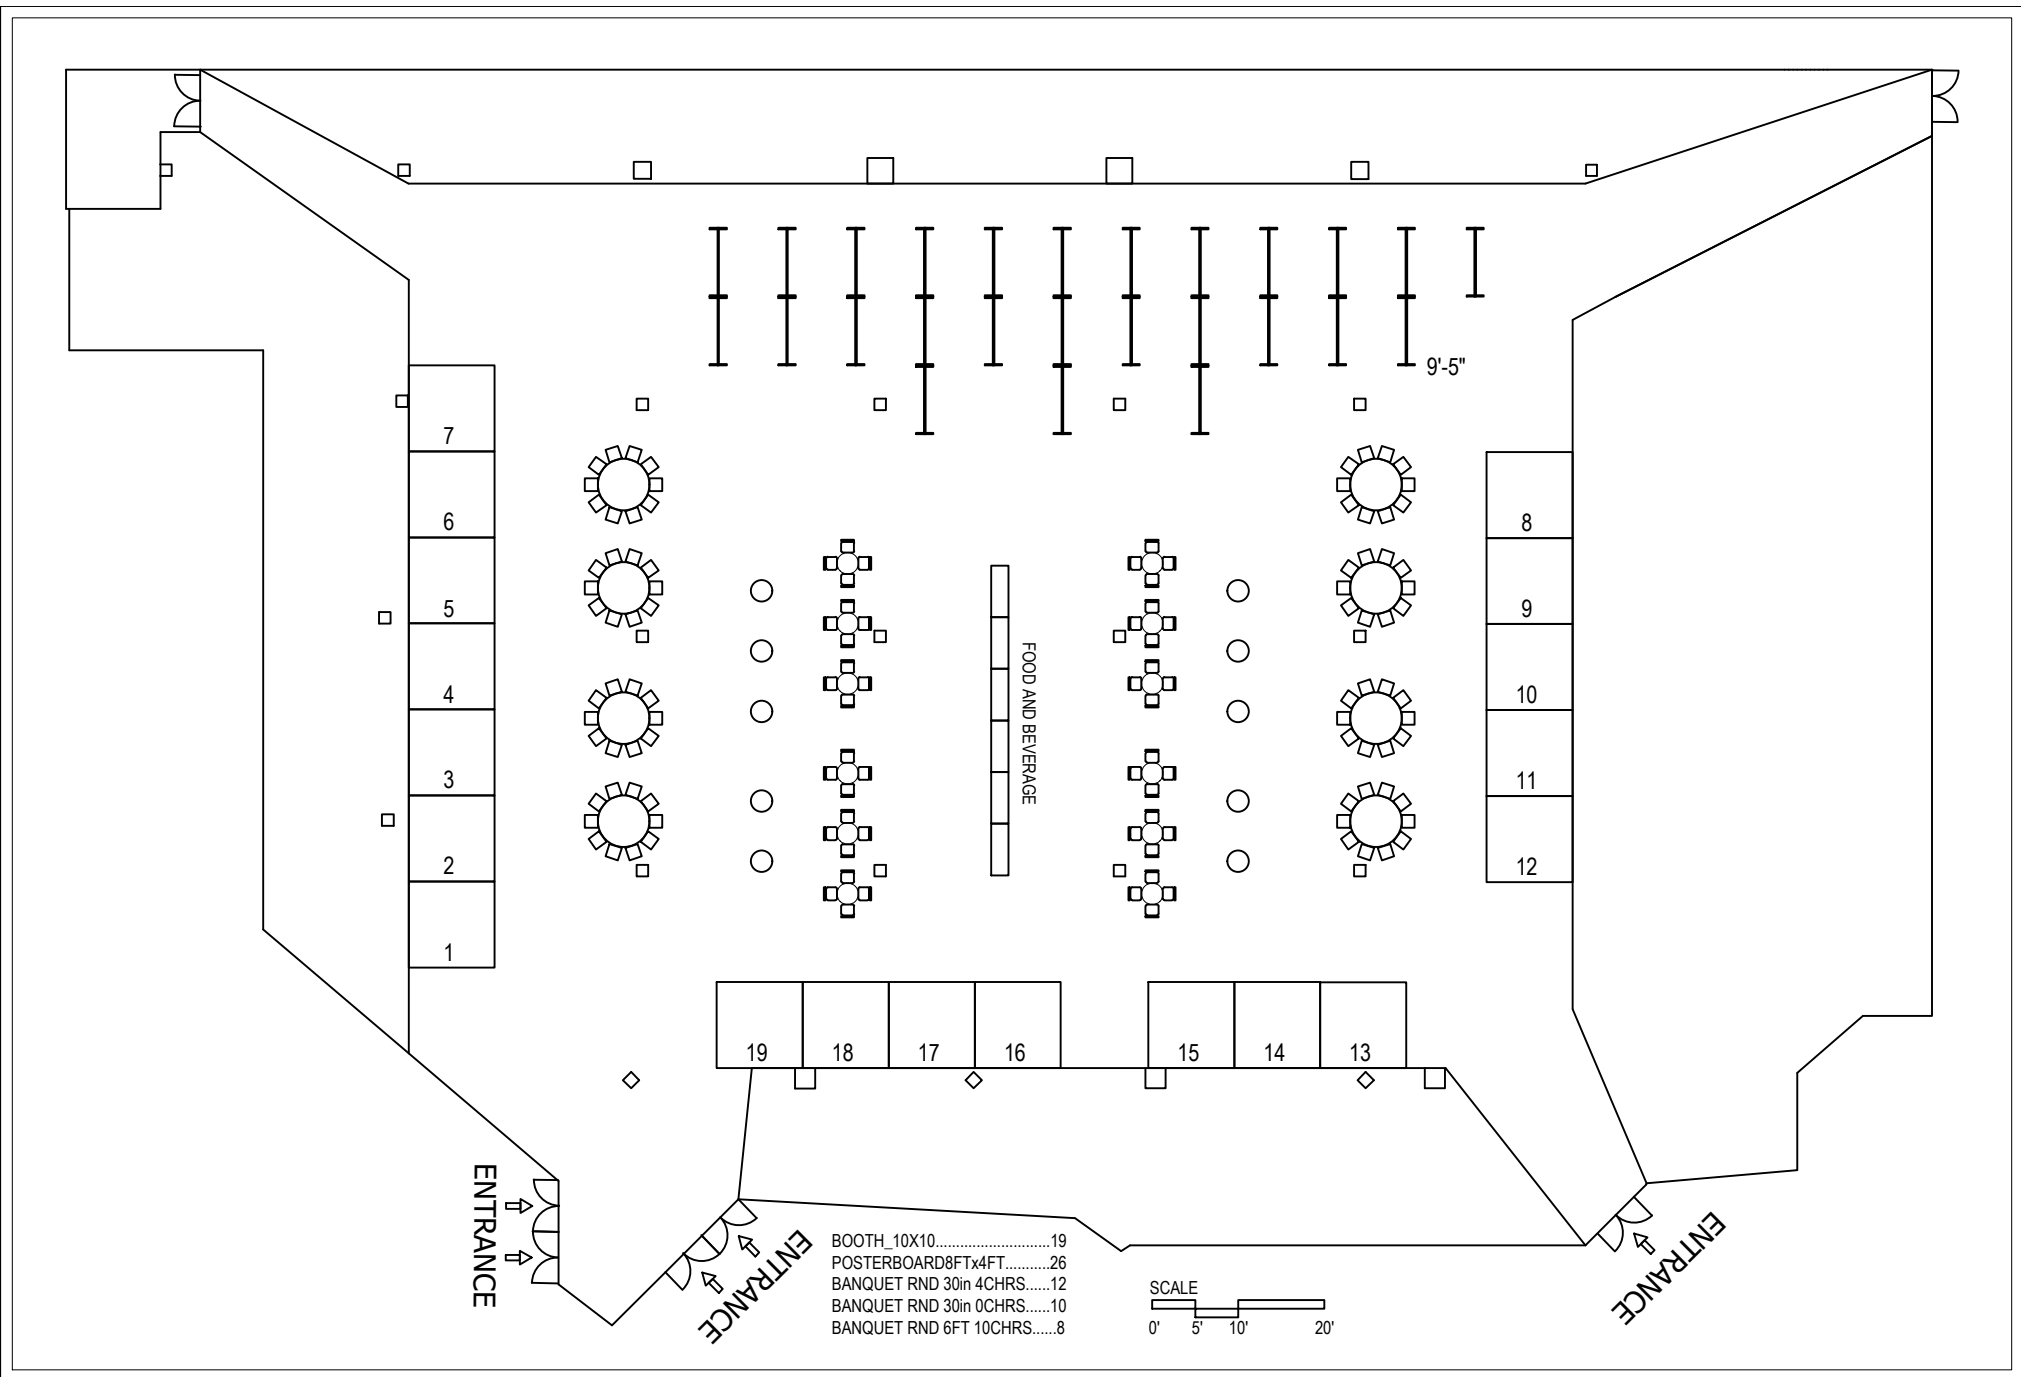 9'-5"
7
6
5
4
3
2
1
8
9
10
11
12
FOOD AND BEVERAGE
19
18
17
16
15
14
13
ENTRANCE
ENTRANCE
ENTRANCE
BOOTH_10X10............................19
POSTERBOARD8FTx4FT..........26
BANQUET RND 30in 4CHRS......12
BANQUET RND 30in 0CHRS......10
BANQUET RND 6FT 10CHRS......8
SCALE
0' 5' 10' 20'